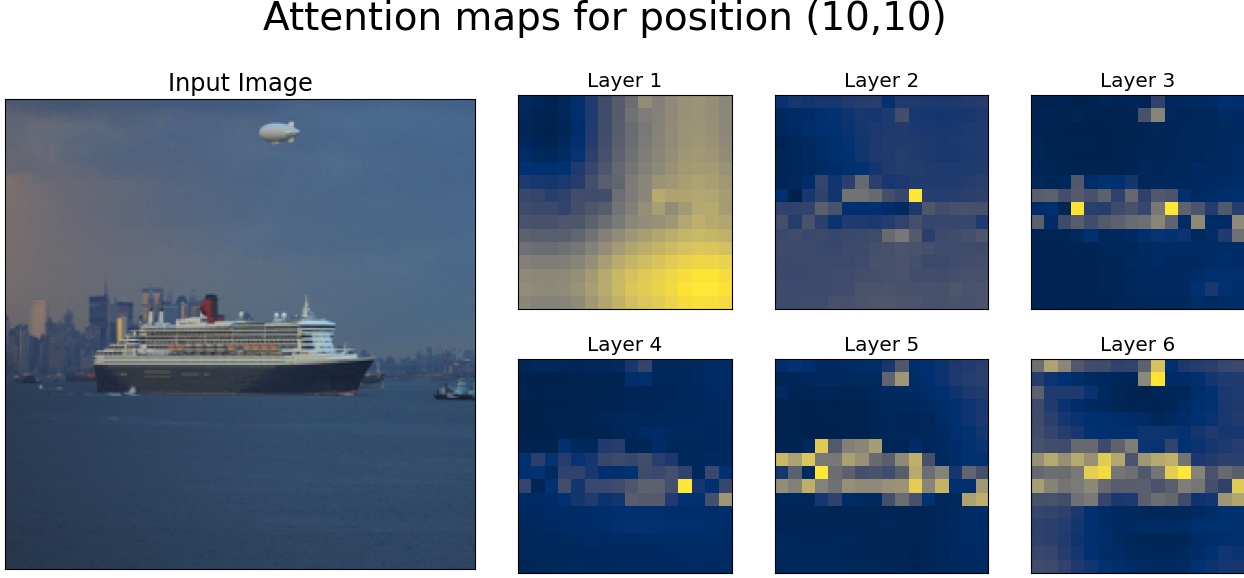 Attention maps for position (10,10)
Input Image
Layer 1
Layer 2
Layer 3
Layer 4
Layer 5
Layer 6